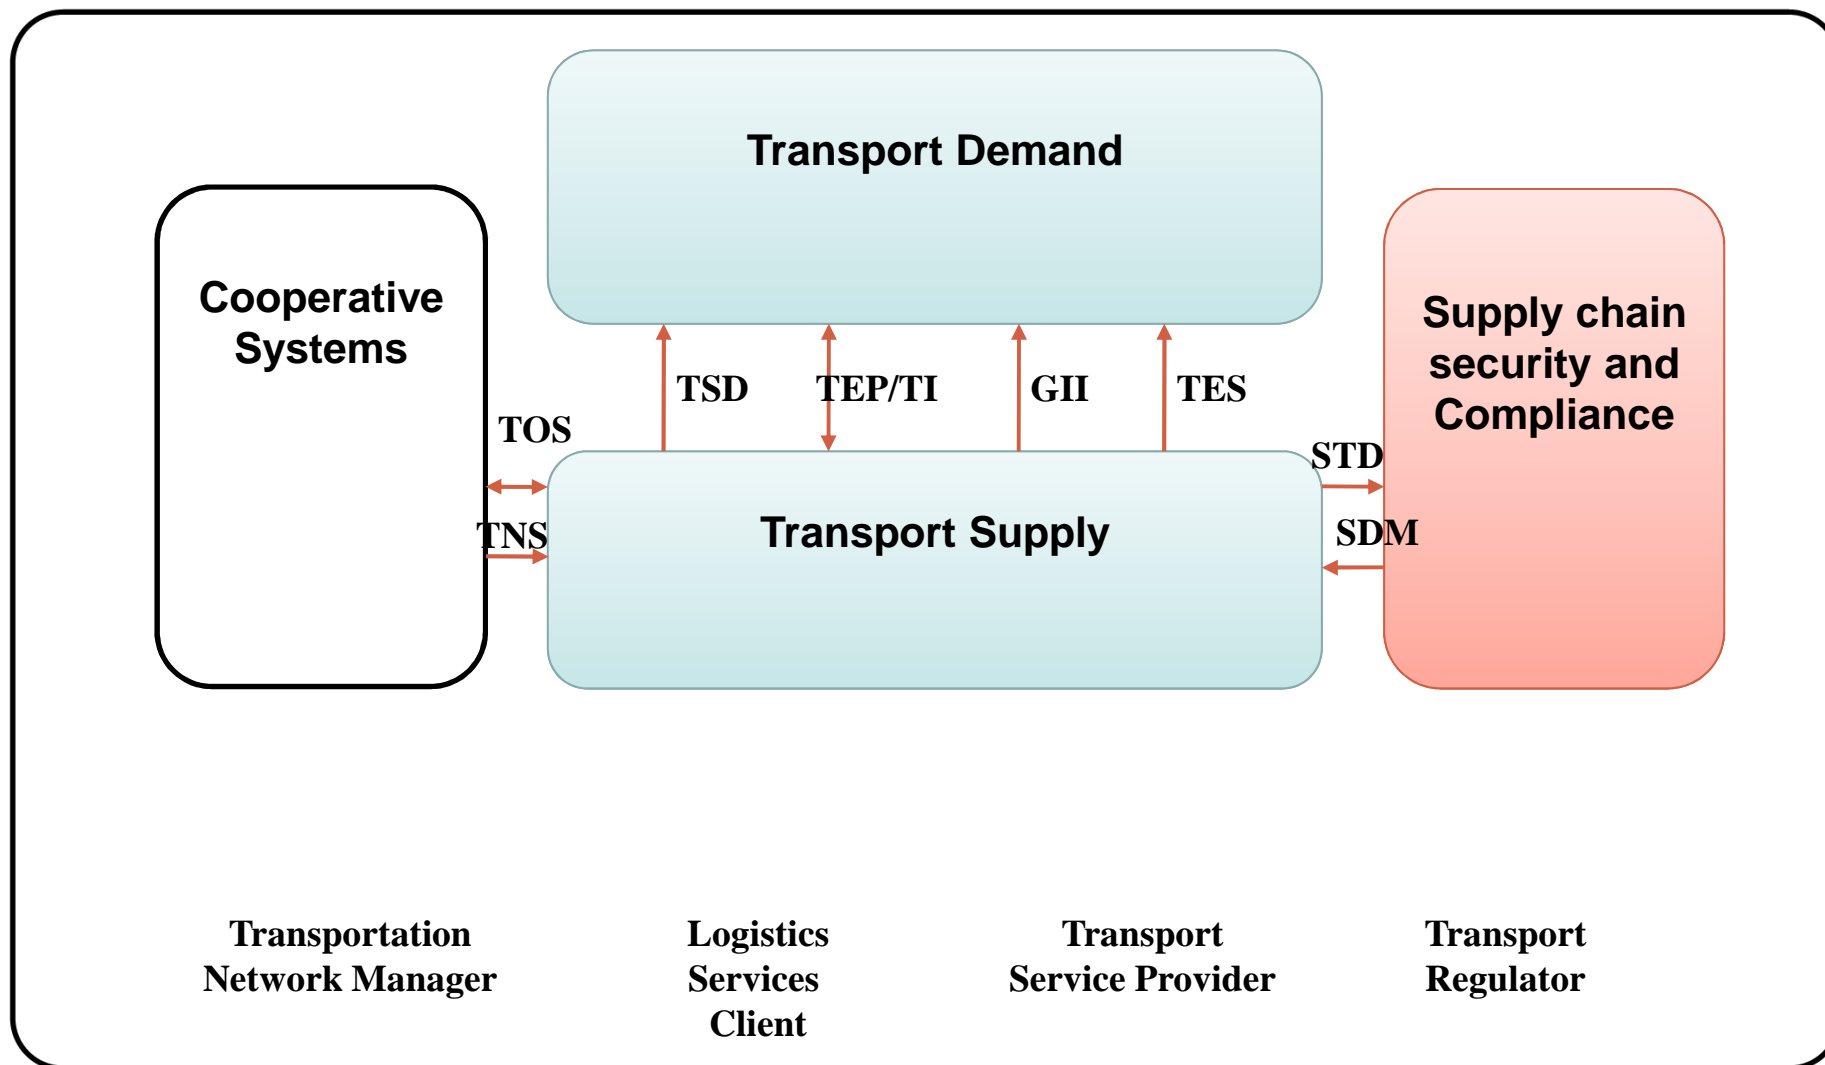 Transport Demand
Cooperative
Systems
Supply chain
security and
Compliance
TSD
TEP/TI
GII
TES
TOS
STD
TNS
Transport Supply
SDM
Transportation
Network Manager
Logistics
Services
Client
Transport
Service Provider
Transport
Regulator